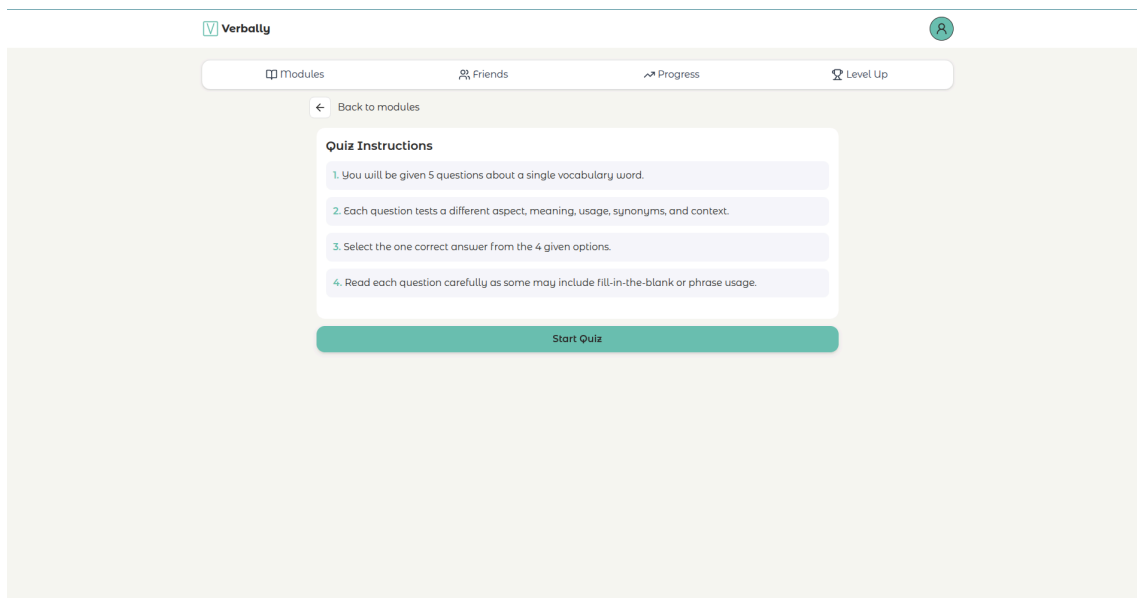 V Verbally
Modules Friends Progress Level Up
Back to modules
Quiz Instructions
1. You will be given 5 questions about a single vocabulary word.
2. Each question tests a different aspect, meaning, usage, synonyms, and context.
3. Select the one correct answer from the 4 given options.
4. Read each question carefully as some may include fill-in-the-blank or phrase usage.
Start Quiz